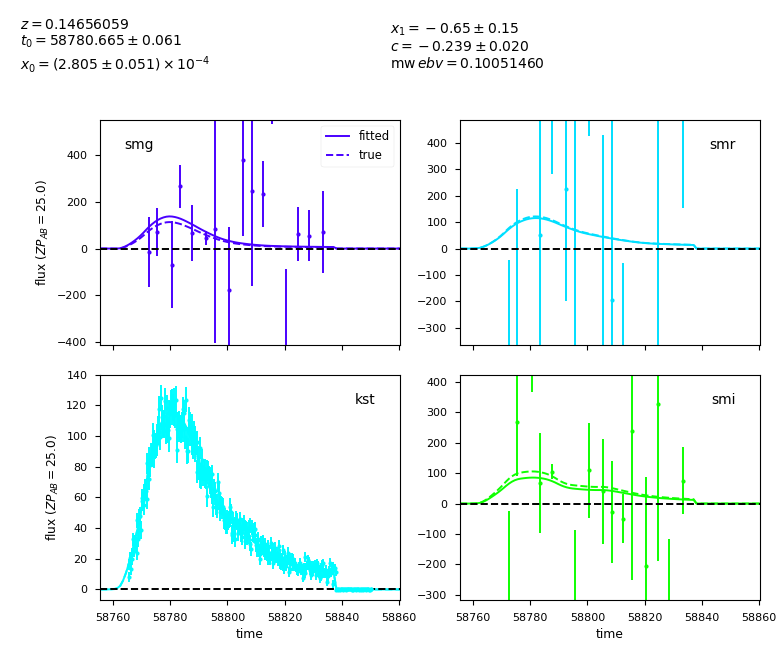 z = 0.14656059
t₀ = 58780.665 ± 0.061
x₀ = (2.805 ± 0.051) × 10⁻⁴
x₁ = −0.65 ± 0.15
c = −0.239 ± 0.020
mw ebv = 0.10051460
smg
fitted
true
flux (ZP_AB = 25.0)
400
200
0
−200
−400
smr
400
300
200
100
0
−100
−200
−300
kst
flux (ZP_AB = 25.0)
140
120
100
80
60
40
20
0
58760 58780 58800 58820 58840 58860
time
smi
400
300
200
100
0
−100
−200
−300
58760 58780 58800 58820 58840 58860
time